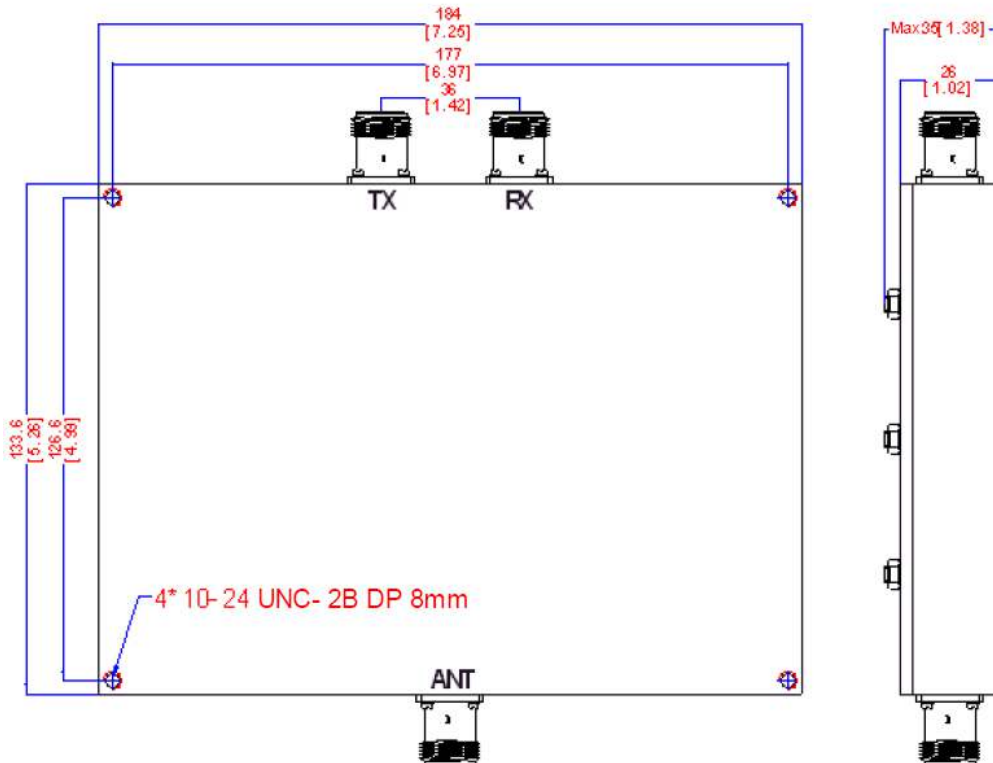 184
[7.25]
Max35[1.38]
177
[6.97]
26
[1.02]
36
[1.42]
TX
RX
133.6
[5.26]
126.6
[4.99]
4* 10-24 UNC-2B DP 8mm
ANT